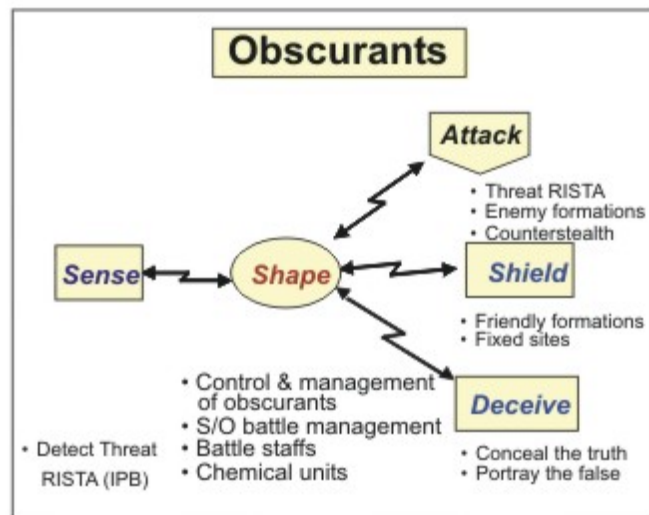 Obscurants
Attack
• Threat RISTA
• Enemy formations
• Counterstealth
Sense
Shape
Shield
• Friendly formations
• Fixed sites
• Control & management
of obscurants
• S/O battle management
• Battle staffs
• Chemical units
Deceive
• Conceal the truth
• Portray the false
• Detect Threat
RISTA (IPB)